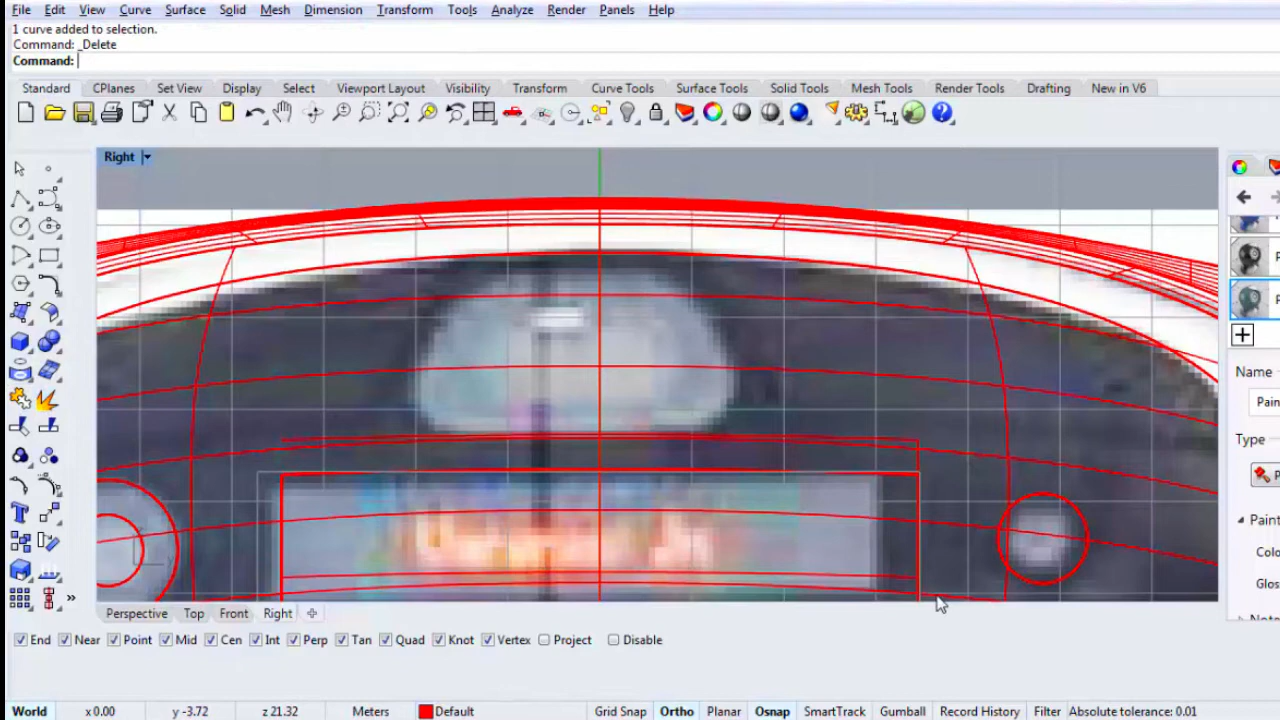 File Edit View Curve Surface Solid Mesh Dimension Transform Tools Analyze Render Panels Help
1 curve added to selection.
Command: _Delete
Command:
Standard CPlanes Set View Display Select Viewport Layout Visibility Transform Curve Tools Surface Tools Solid Tools Mesh Tools Render Tools Drafting New in V6
Right
P
P
Name
Pain
Type
P
Paint
Colo
Gloss
Perspective Top Front Right
End Near Point Mid Cen Int Perp Tan Quad Knot Vertex Project Disable
World x 0.00 y -3.72 z 21.32 Meters Default Grid Snap Ortho Planar Osnap SmartTrack Gumball Record History Filter Absolute tolerance: 0.01